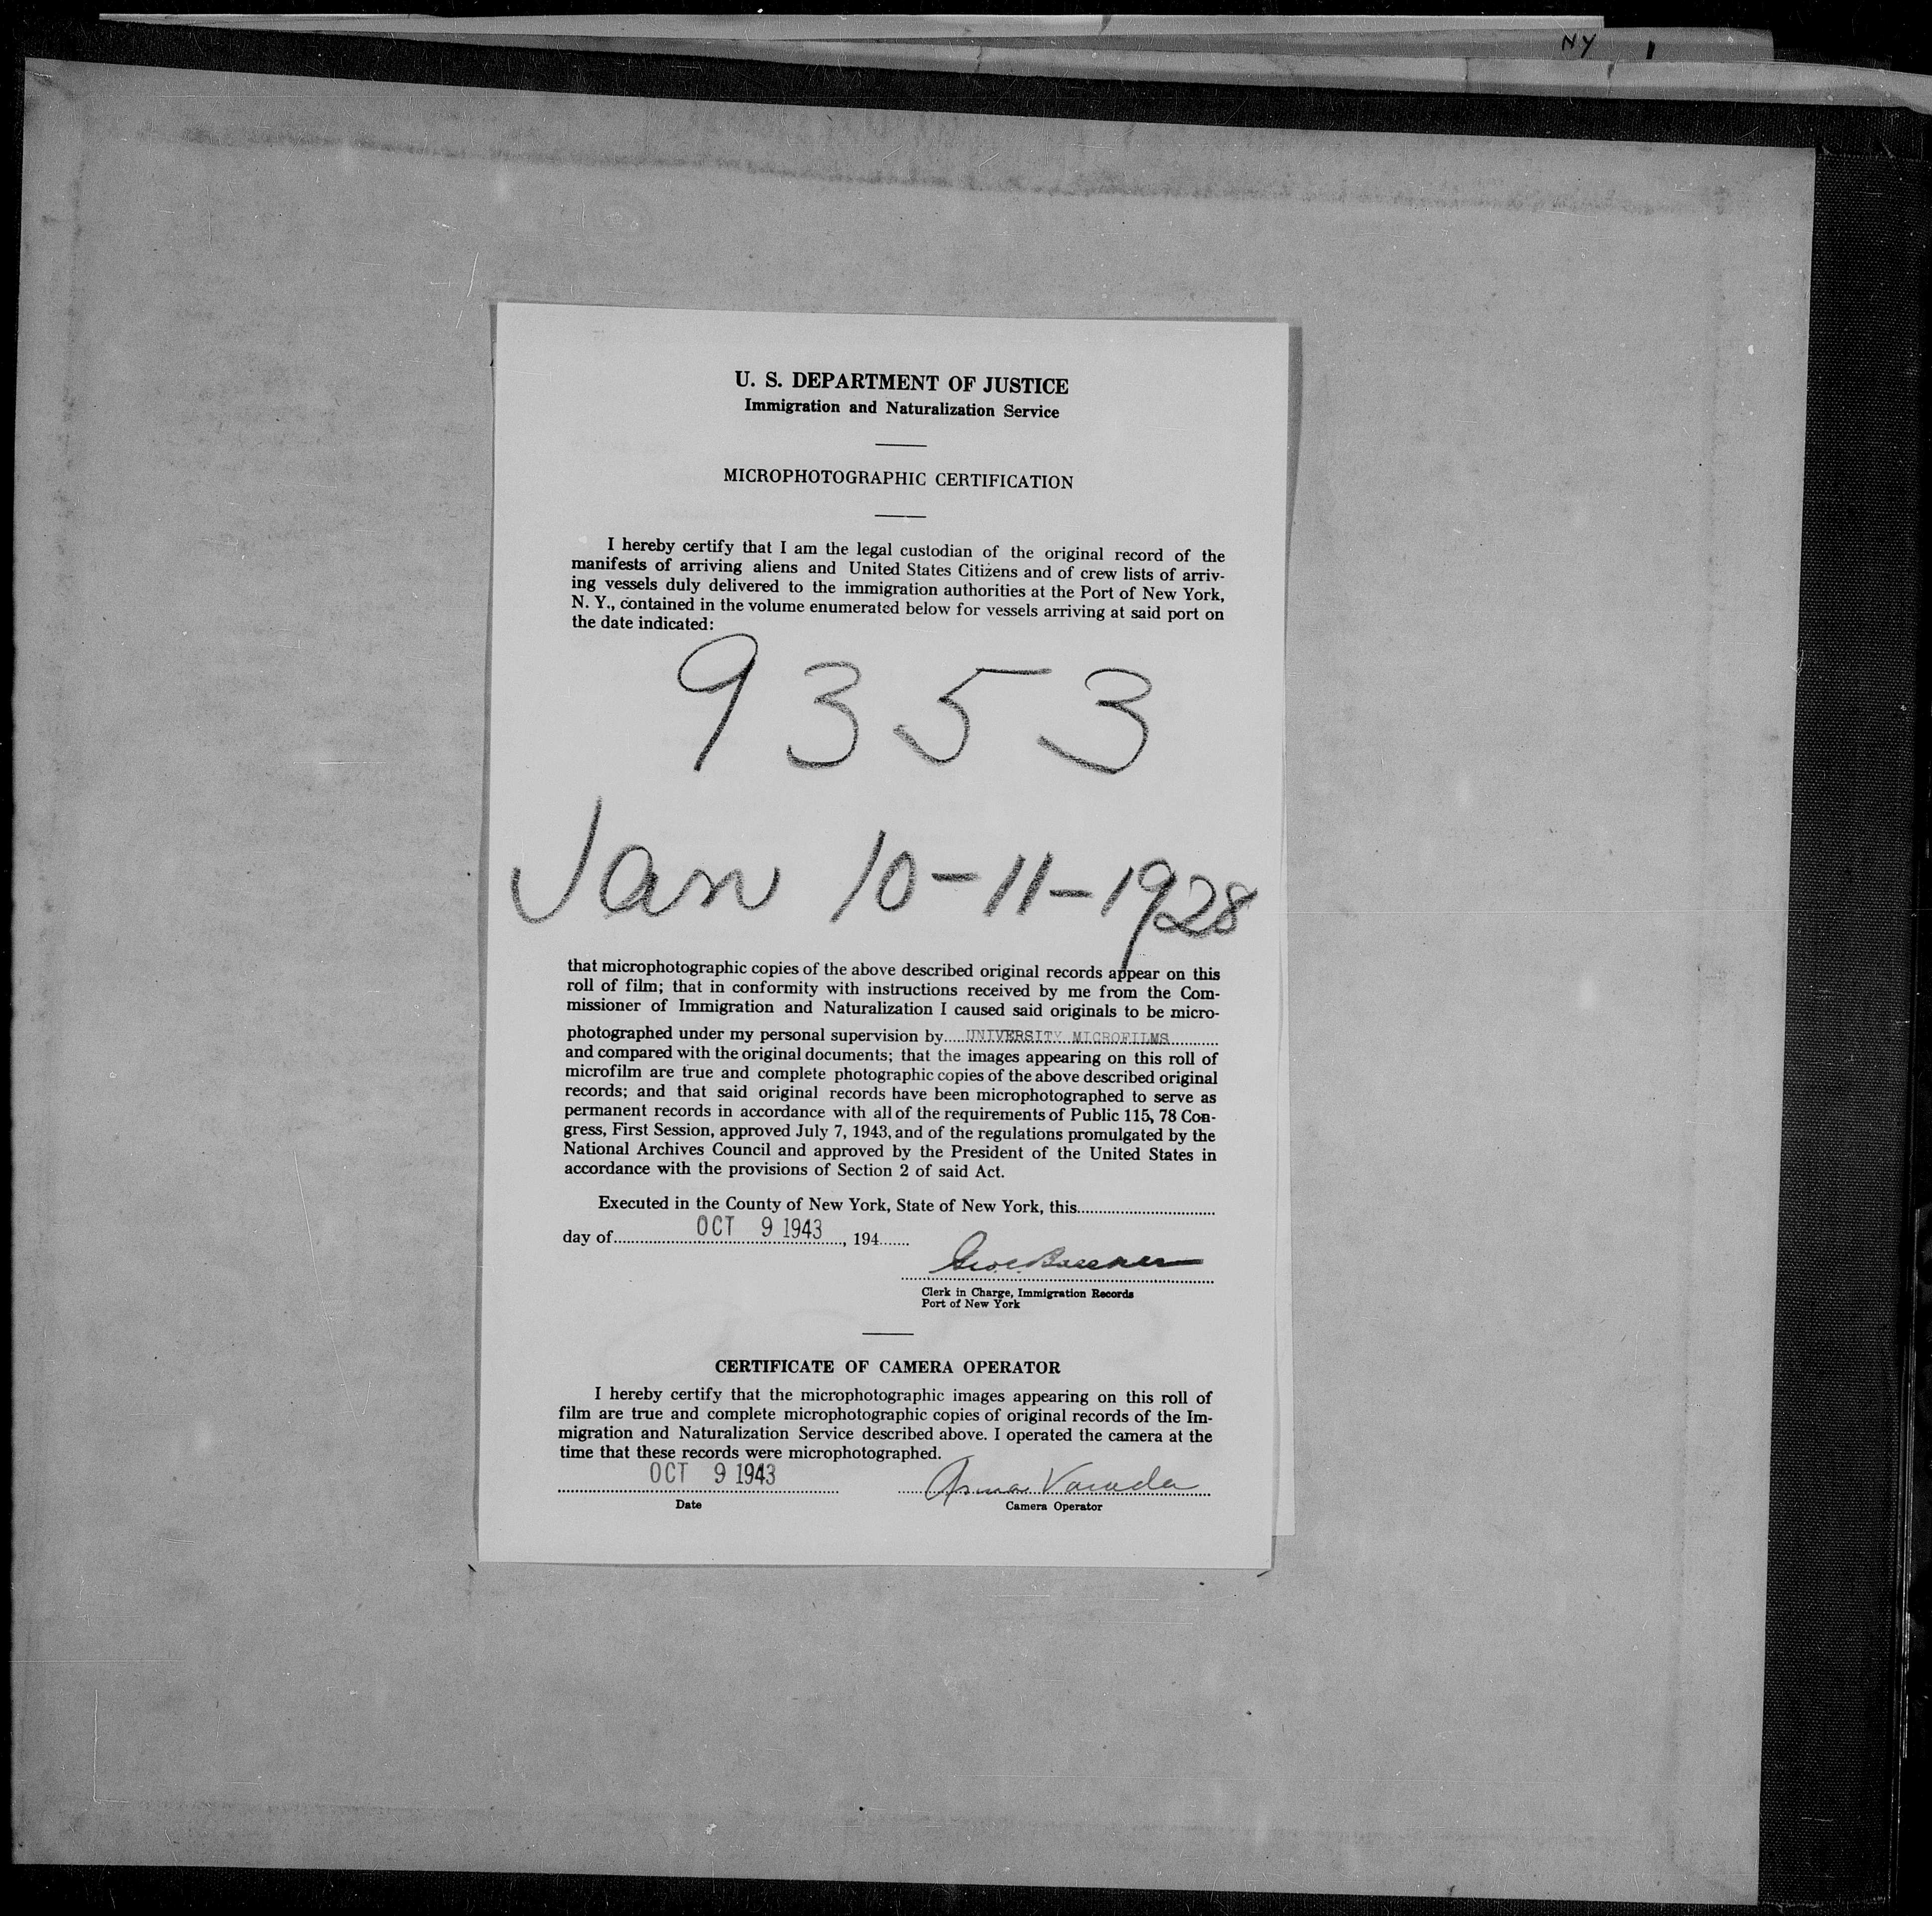 NY
U. S. DEPARTMENT OF JUSTICE
Immigration and Naturalization Service
MICROPHOTOGRAPHIC CERTIFICATION
I hereby certify that I am the legal custodian of the original record of the
manifests of arriving aliens and United States Citizens and of crew lists of arriv-
ing vessels duly delivered to the immigration authorities at the Port of New York,
N. Y., contained in the volume enumerated below for vessels arriving at said port on
the date indicated:
9353
Jan 10-11-1928
that microphotographic copies of the above described original records appear on this
roll of film; that in conformity with instructions received by me from the Com-
missioner of Immigration and Naturalization I caused said originals to be micro-
photographed under my personal supervision by UNIVERSITY MICROFILMS
and compared with the original documents; that the images appearing on this roll of
microfilm are true and complete photographic copies of the above described original
records; and that said original records have been microphotographed to serve as
permanent records in accordance with all of the requirements of Public 115, 78 Con-
gress, First Session, approved July 7, 1943, and of the regulations promulgated by the
National Archives Council and approved by the President of the United States in
accordance with the provisions of Section 2 of said Act.
Executed in the County of New York, State of New York, this
day of OCT 9 1943, 194
Clerk in Charge, Immigration Records
Port of New York
CERTIFICATE OF CAMERA OPERATOR
I hereby certify that the microphotographic images appearing on this roll of
film are true and complete microphotographic copies of original records of the Im-
migration and Naturalization Service described above. I operated the camera at the
time that these records were microphotographed.
OCT 9 1943
Date
Camera Operator